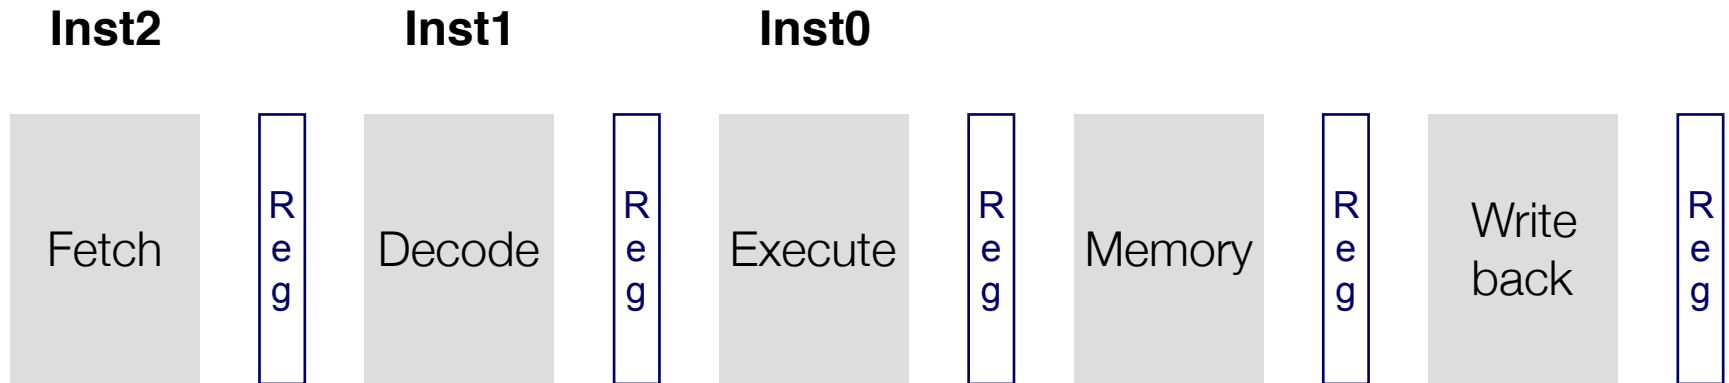 Inst2 Inst1 Inst0
Fetch
R
e
g
Decode
R
e
g
Execute
R
e
g
Memory
R
e
g
Write
back
R
e
g